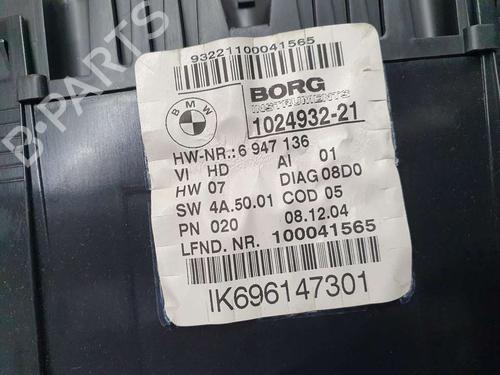 93221100041565
BMW
BORG
INSTRUMENTS
1024932-21
HW-NR.: 6 947 136
VI HD AI 01
HW 07 DIAG 08D0
SW 4A.50.01 COD 05
PN 020 08.12.04
LFND. NR. 100041565
IK696147301
B-PARTS